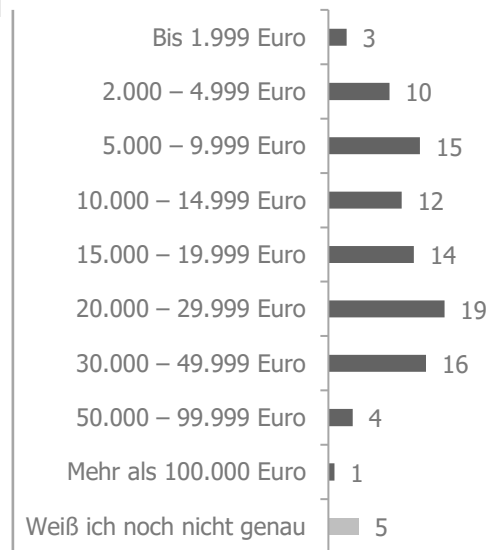 Bis 1.999 Euro 3
2.000 – 4.999 Euro 10
5.000 – 9.999 Euro 15
10.000 – 14.999 Euro 12
15.000 – 19.999 Euro 14
20.000 – 29.999 Euro 19
30.000 – 49.999 Euro 16
50.000 – 99.999 Euro 4
Mehr als 100.000 Euro 1
Weiß ich noch nicht genau 5